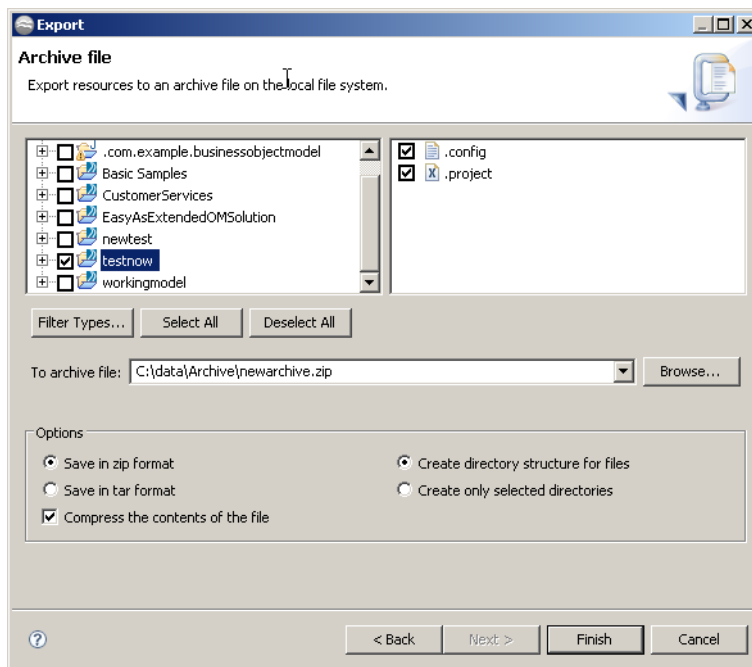 Export
Archive file
Export resources to an archive file on the local file system.
.com.example.businessobjectmodel
Basic Samples
CustomerServices
EasyAsExtendedOMSolution
newtest
testnow
workingmodel
.config
.project
Filter Types...
Select All
Deselect All
To archive file:
C:\data\Archive\newarchive.zip
Browse...
Options
Save in zip format
Create directory structure for files
Save in tar format
Create only selected directories
Compress the contents of the file
?
< Back
Next >
Finish
Cancel